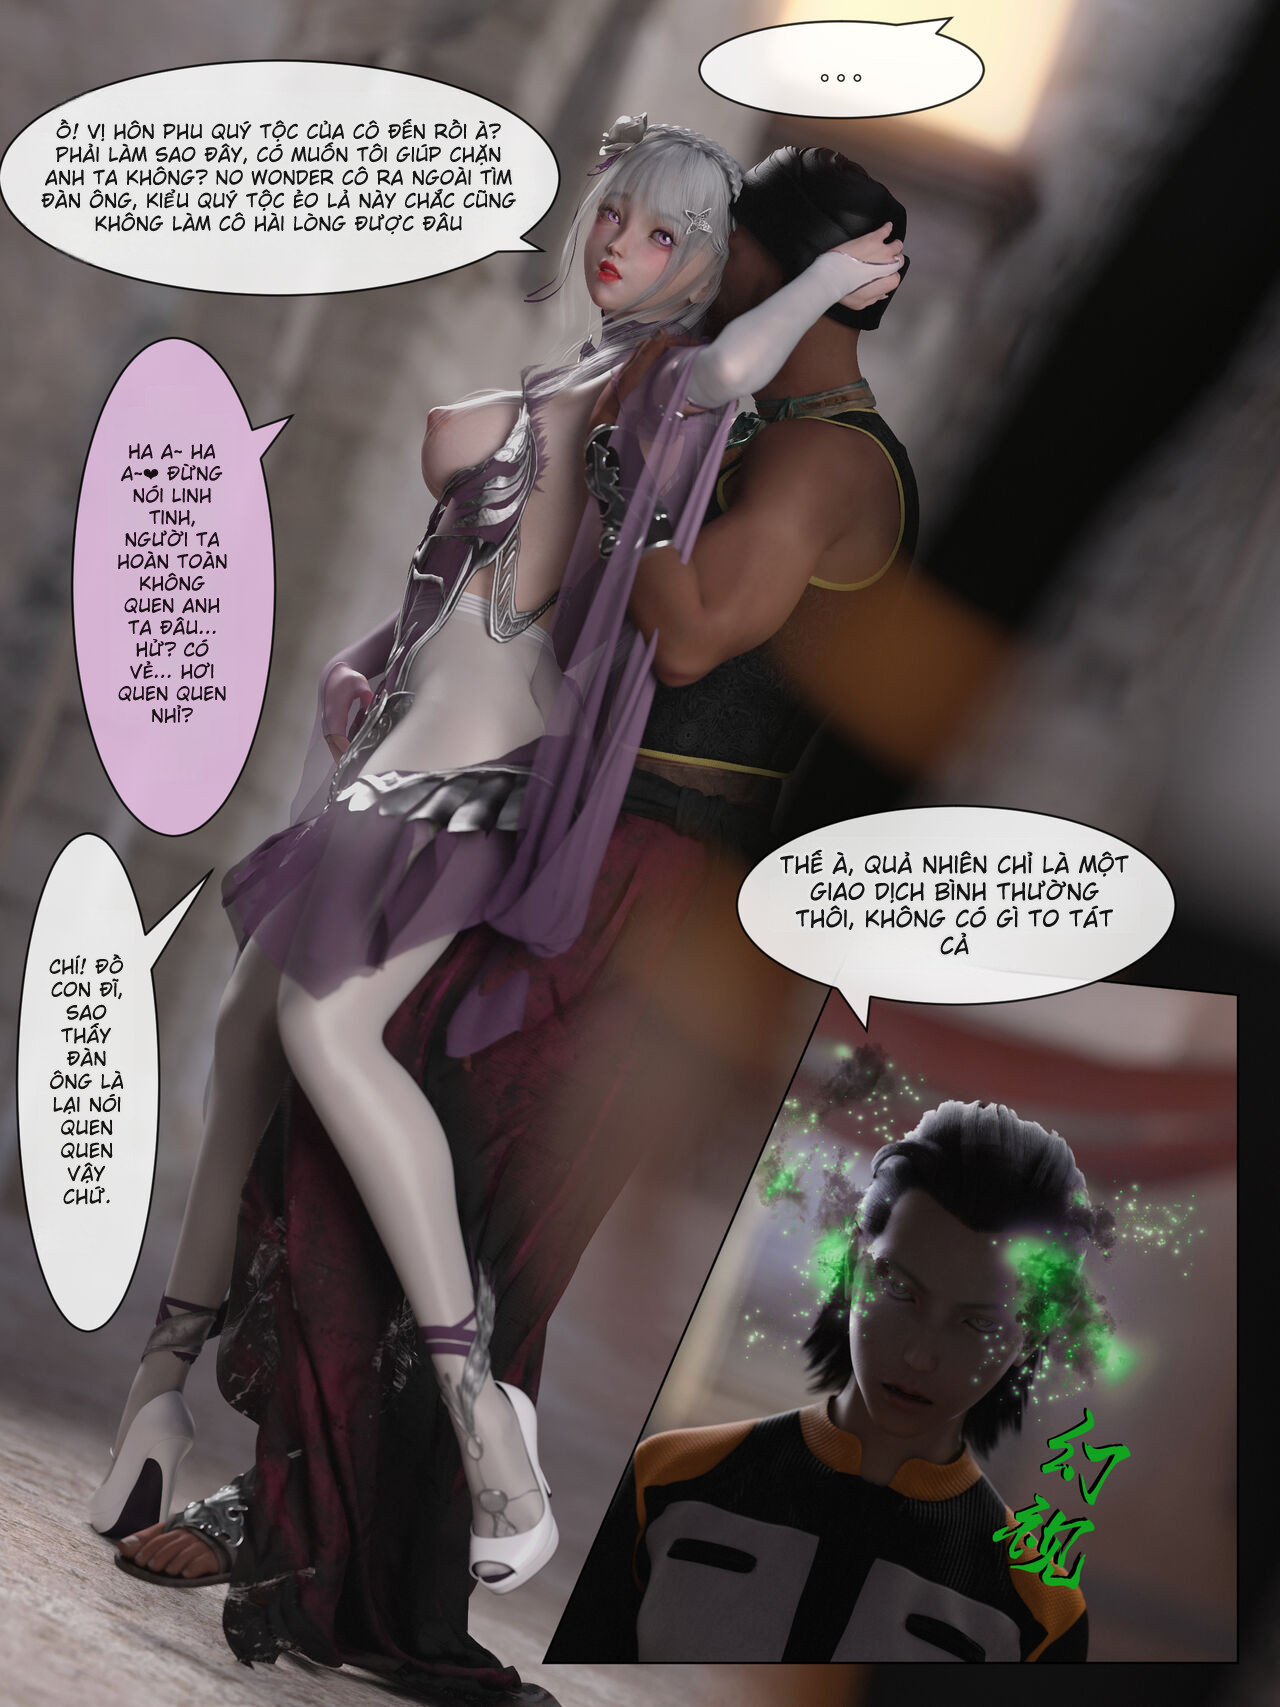 ...
Ồ! VỊ HÔN PHU QUÝ TỘC CỦA CÔ ĐẾN RỒI À?
PHẢI LÀM SAO ĐÂY, CÓ MUỐN TÔI GIÚP CHẶN
ANH TA KHÔNG? NO WONDER CÔ RA NGOÀI TÌM
ĐÀN ÔNG, KIỂU QUÝ TỘC ẺO LẢ NÀY CHẮC CŨNG
KHÔNG LÀM CÔ HÀI LÒNG ĐƯỢC ĐÂU
HA A~ HA
A~❤ ĐỪNG
NÓI LINH
TINH,
NGƯỜI TA
HOÀN TOÀN
KHÔNG
QUEN ANH
TA ĐÂU...
HỬ? CÓ
VẺ... HƠI
QUEN QUEN
NHỈ?
CHÍ! ĐỒ
CON ĐĨ,
SAO
THẤY
ĐÀN
ÔNG LÀ
LẠI NÓI
QUEN
QUEN
VẬY
CHỨ.
THẾ À, QUẢ NHIÊN CHỈ LÀ MỘT
GIAO DỊCH BÌNH THƯỜNG
THÔI, KHÔNG CÓ GÌ TO TÁT
CẢ
幻
魂